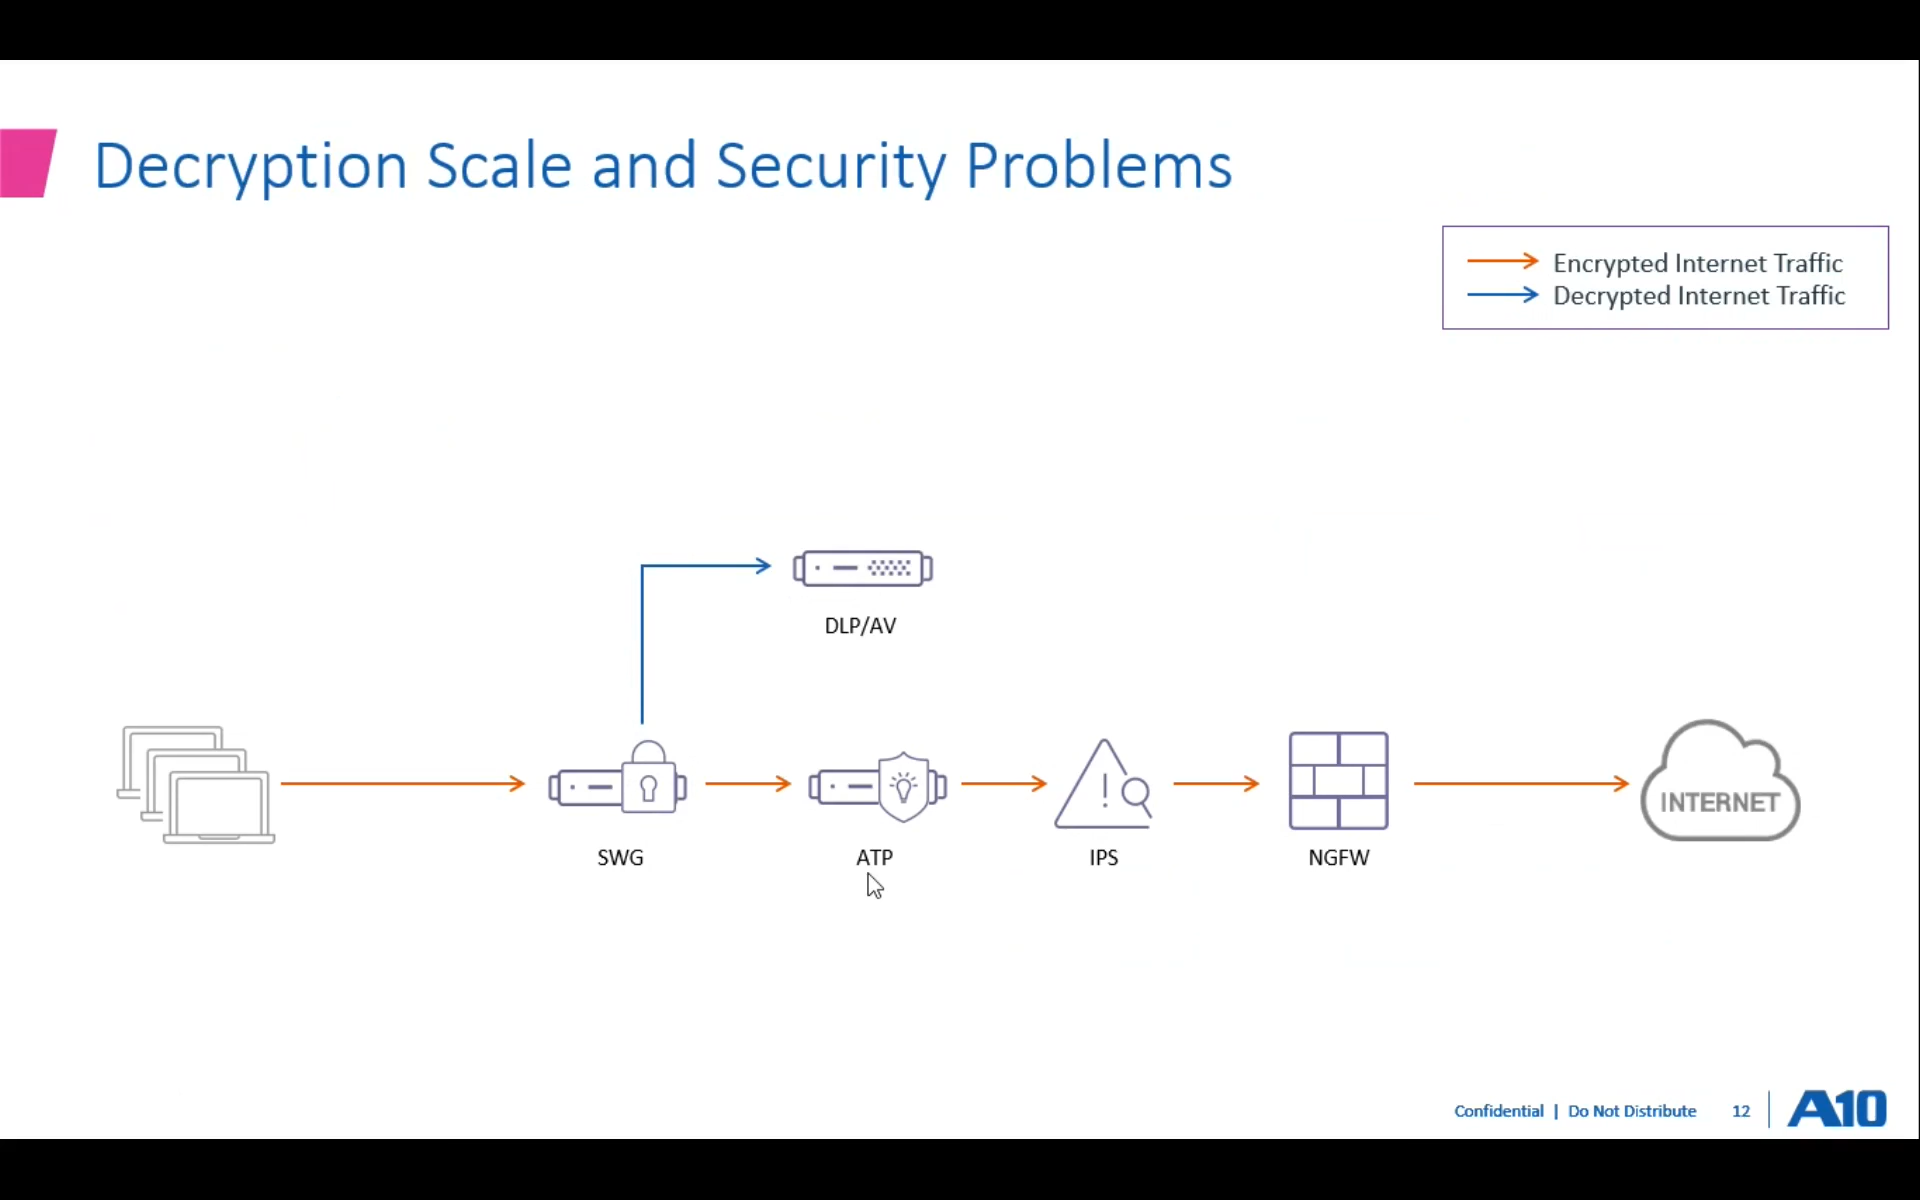 Decryption Scale and Security Problems
Encrypted Internet Traffic
Decrypted Internet Traffic
DLP/AV
INTERNET
SWG
ATP
IPS
NGFW
Confidential | Do Not Distribute 12 A10